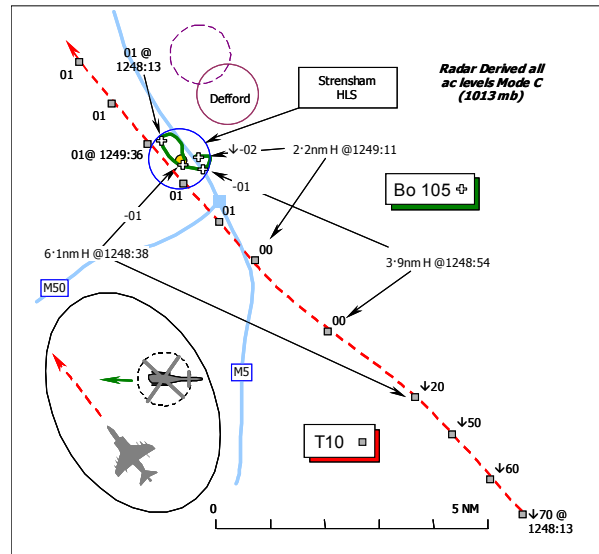 01 @
1248:13
01
Strensham
HLS
Radar Derived all
ac levels Mode C
(1013 mb)
Defford
01
01@ 1249:36
↓-02
2·2nm H @1249:11
-01
01
Bo 105
-01
01
6·1nm H @1248:38
00
3·9nm H @1248:54
M50
00
M5
↓20
↓50
T10
↓60
0
5 NM
↓70 @
1248:13